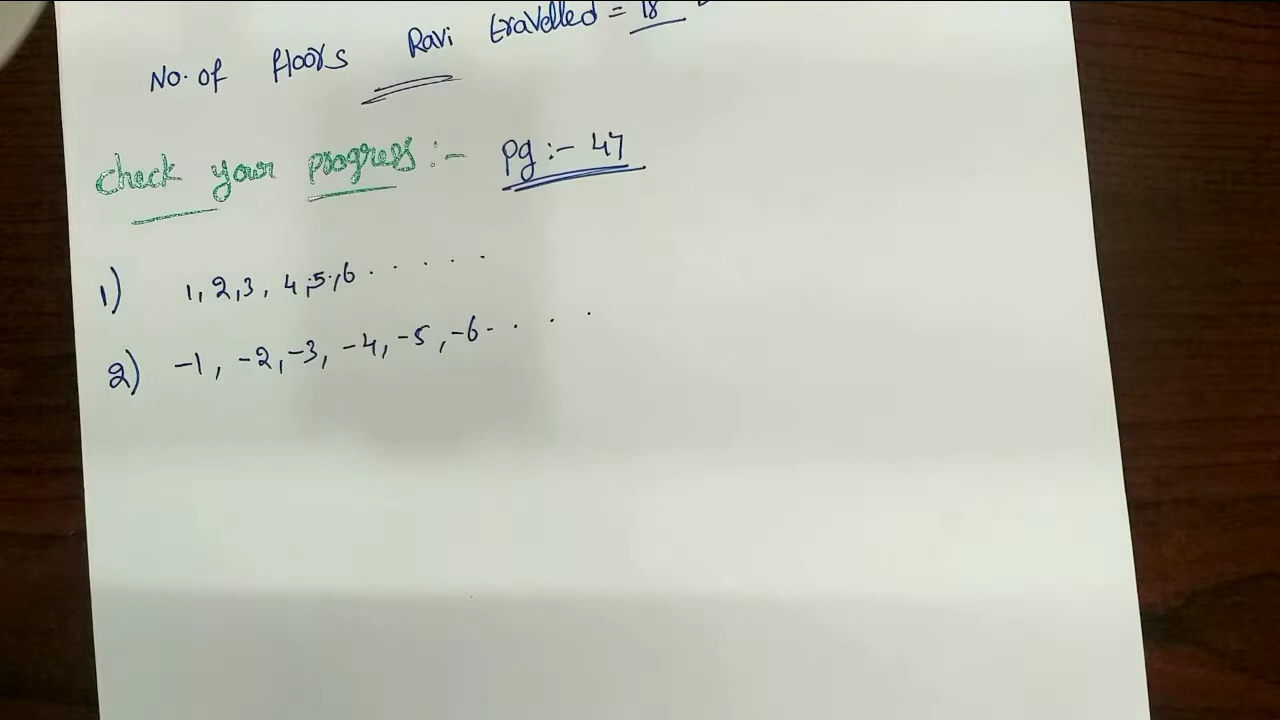 No. of floors Ravi travelled = 18
check your progress :- pg :- 47
1) 1, 2, 3, 4, 5, 6 . . . . .
2) -1, -2, -3, -4, -5, -6 . . . .